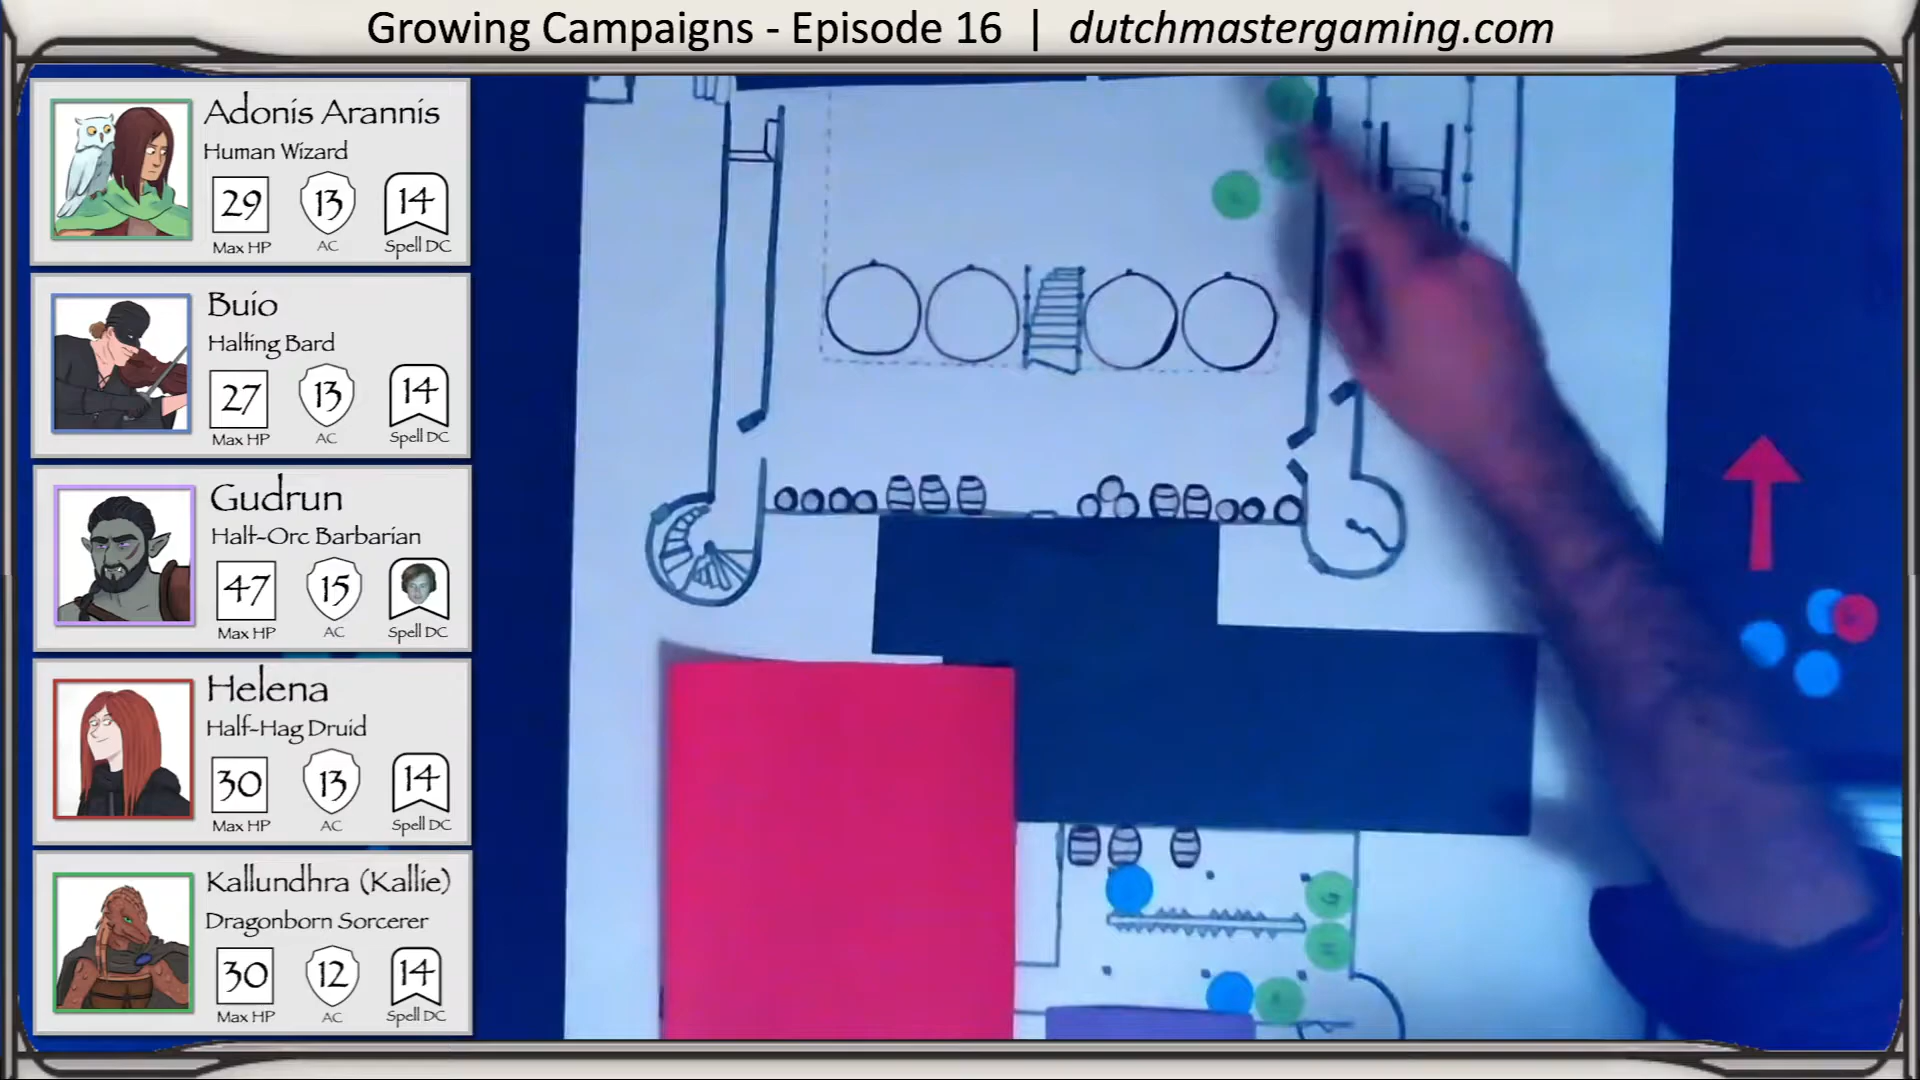 Growing Campaigns - Episode 16 | dutchmastergaming.com
Adonis Arannis
Human Wizard
29 13 14
Max HP AC Spell DC
Buio
Halfling Bard
27 13 14
Max HP AC Spell DC
Gudrun
Half-Orc Barbarian
47 15
Max HP AC Spell DC
Helena
Half-Hag Druid
30 13 14
Max HP AC Spell DC
Kallundhra (Kallie)
Dragonborn Sorcerer
30 12 14
Max HP AC Spell DC